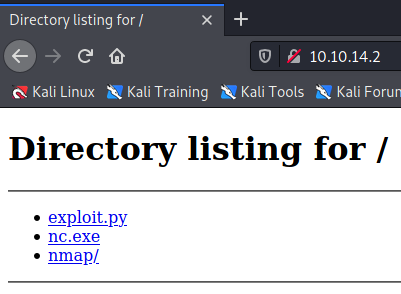 Directory listing for /
10.10.14.2
Kali Linux Kali Training Kali Tools Kali Forum
Directory listing for /
exploit.py
nc.exe
nmap/